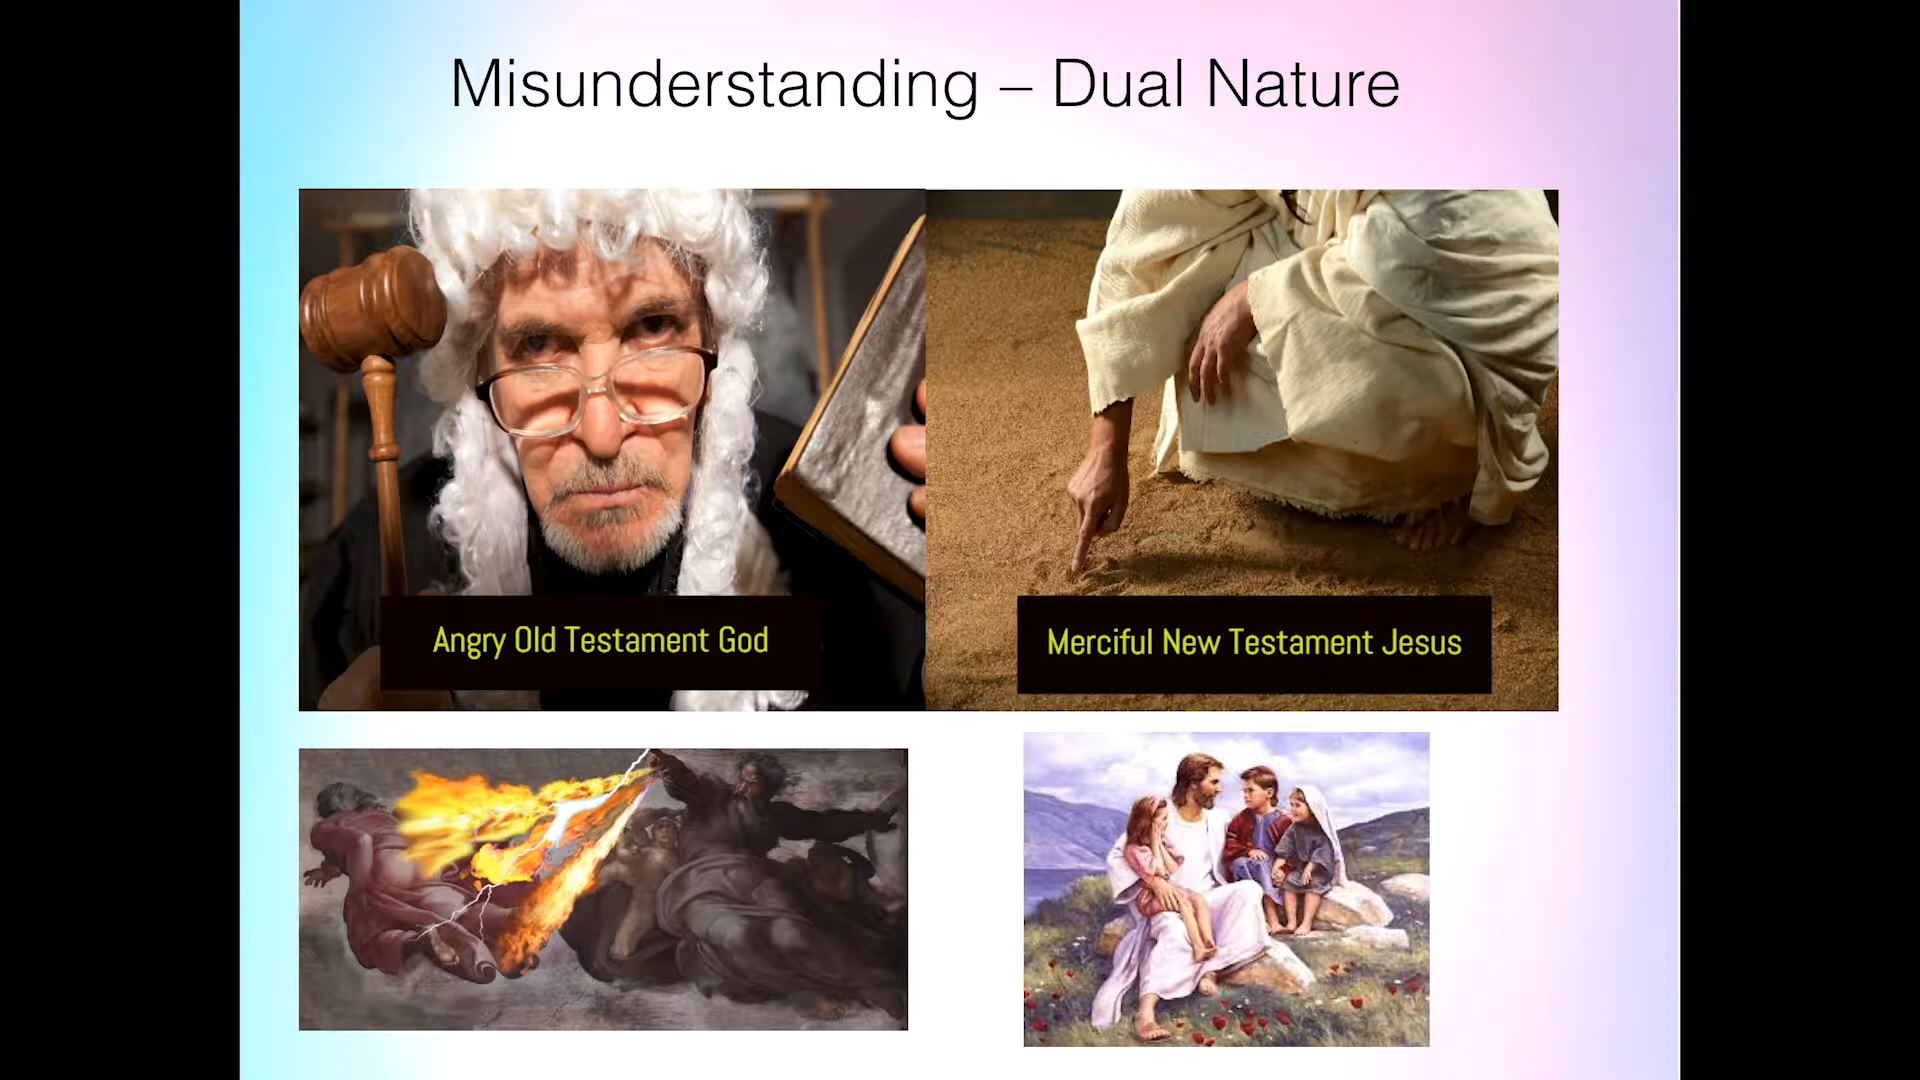 Misunderstanding – Dual Nature
Angry Old Testament God
Merciful New Testament Jesus